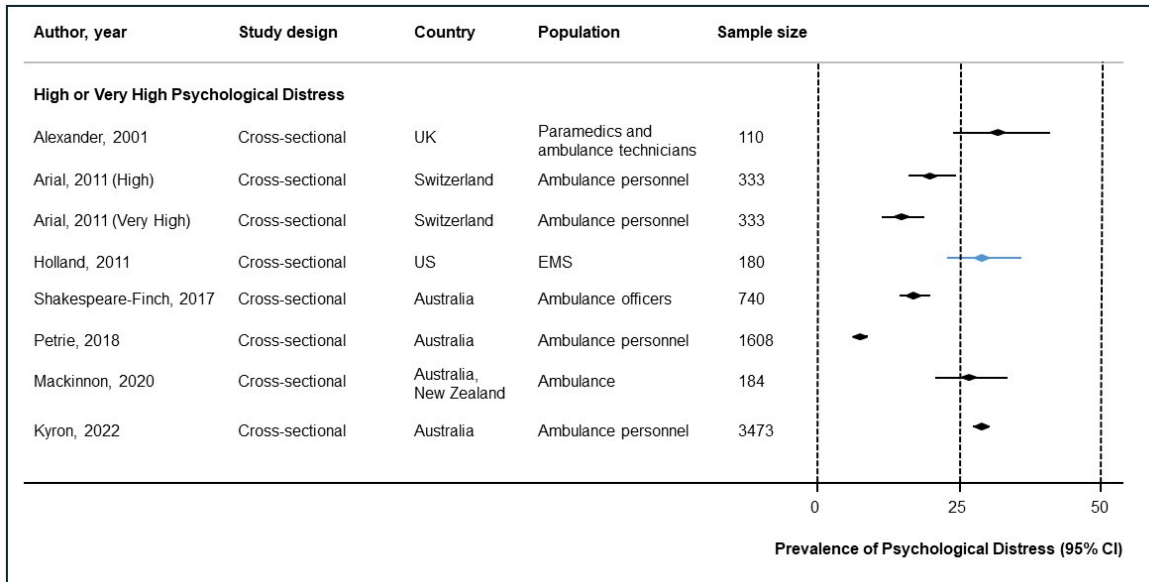 Author, year Study design Country Population Sample size
High or Very High Psychological Distress
Alexander, 2001 Cross-sectional UK Paramedics and ambulance technicians 110
Arial, 2011 (High) Cross-sectional Switzerland Ambulance personnel 333
Arial, 2011 (Very High) Cross-sectional Switzerland Ambulance personnel 333
Holland, 2011 Cross-sectional US EMS 180
Shakespeare-Finch, 2017 Cross-sectional Australia Ambulance officers 740
Petrie, 2018 Cross-sectional Australia Ambulance personnel 1608
Mackinnon, 2020 Cross-sectional Australia, New Zealand Ambulance 184
Kyron, 2022 Cross-sectional Australia Ambulance personnel 3473
0 25 50
Prevalence of Psychological Distress (95% CI)